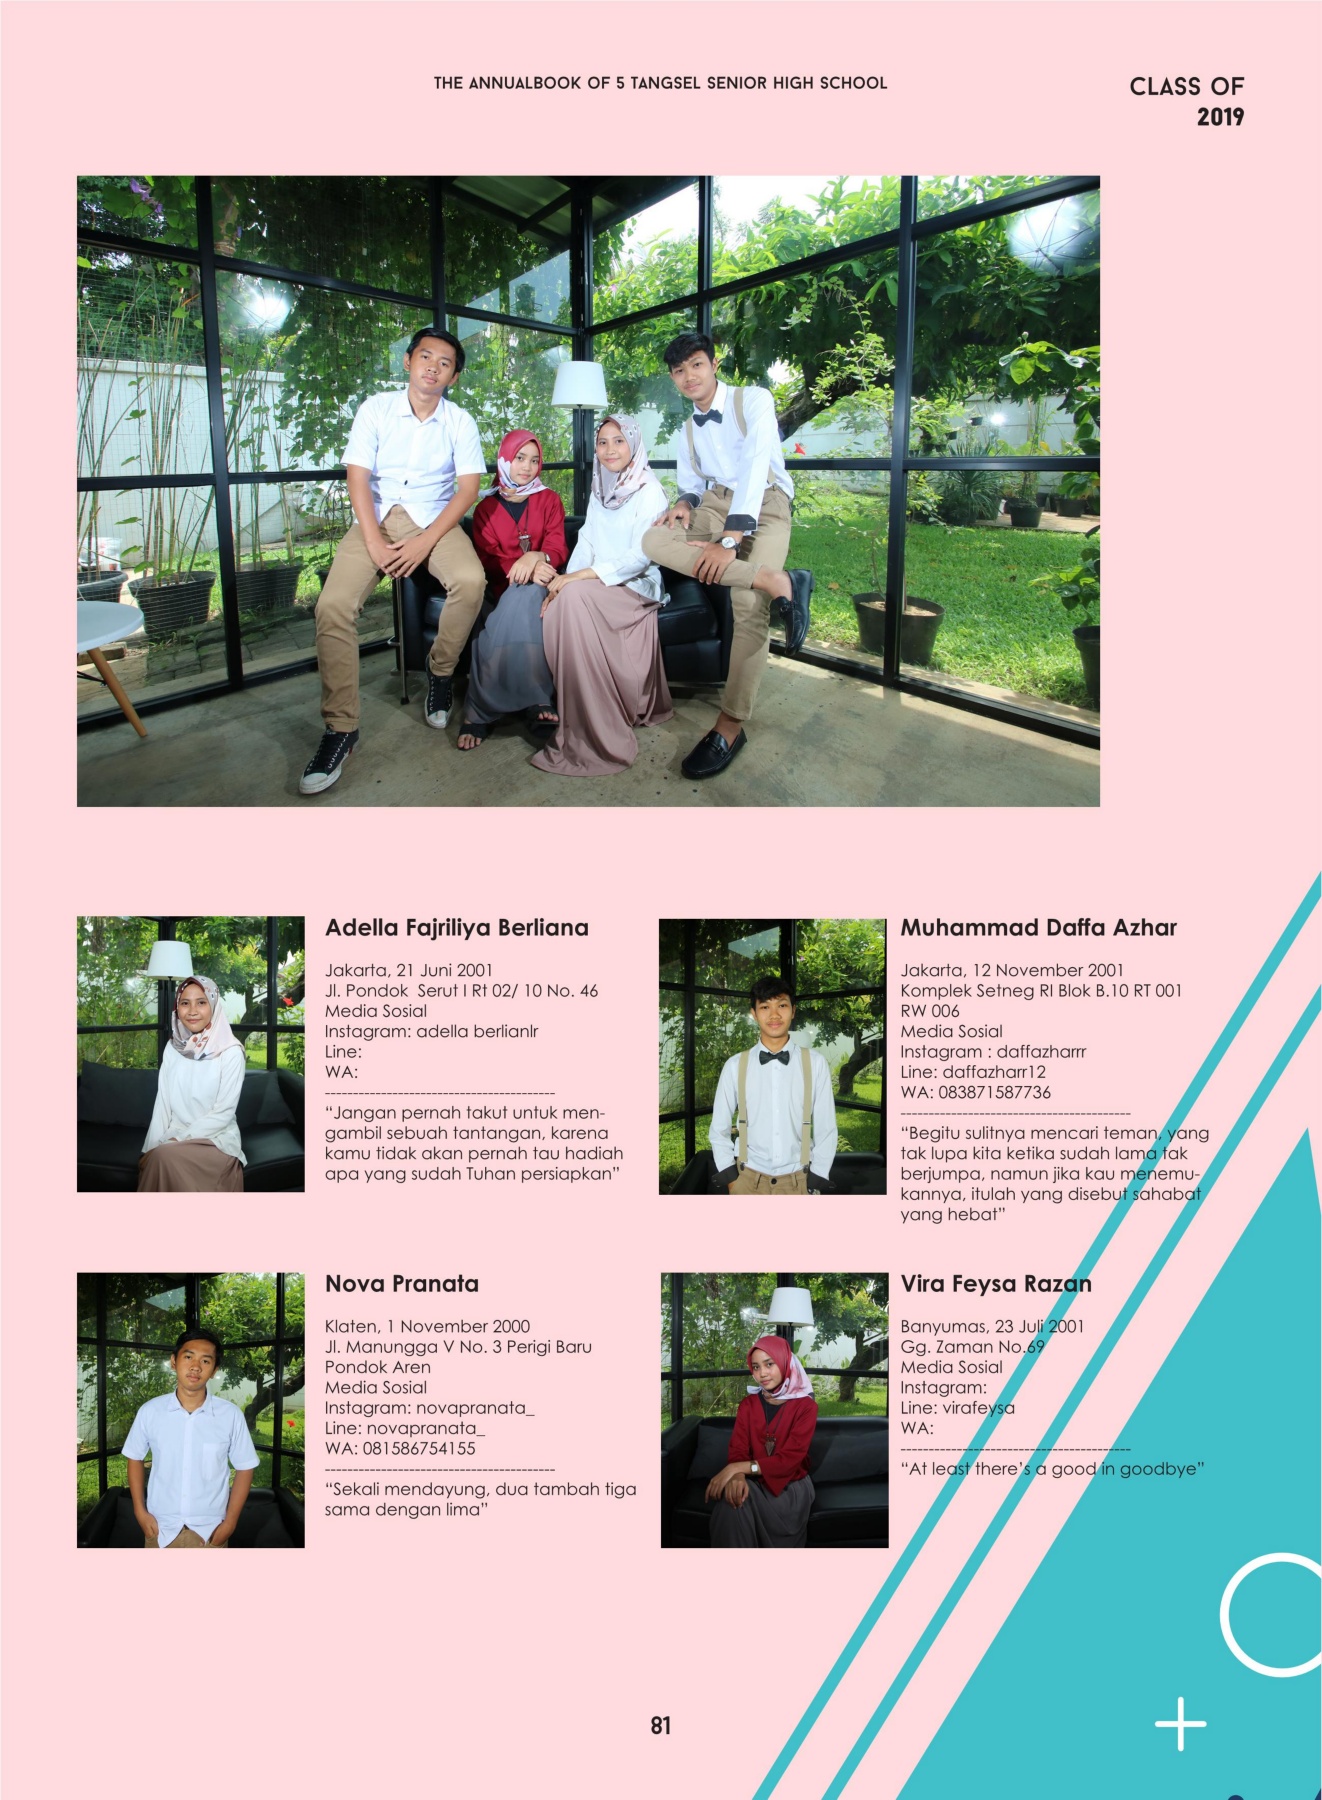 THE ANNUALBOOK OF 5 TANGSEL SENIOR HIGH SCHOOL
CLASS OF
2019
Adella Fajriliya Berliana
Jakarta, 21 Juni 2001
Jl. Pondok Serut I Rt 02/ 10 No. 46
Media Sosial
Instagram: adella berlianlr
Line:
WA:
-----------------------------------------
“Jangan pernah takut untuk men-
gambil sebuah tantangan, karena
kamu tidak akan pernah tau hadiah
apa yang sudah Tuhan persiapkan”
Muhammad Daffa Azhar
Jakarta, 12 November 2001
Komplek Setneg RI Blok B.10 RT 001
RW 006
Media Sosial
Instagram : daffazharrr
Line: daffazharr12
WA: 083871587736
-----------------------------------------
“Begitu sulitnya mencari teman, yang
tak lupa kita ketika sudah lama tak
berjumpa, namun jika kau menemu-
kannya, itulah yang disebut sahabat
yang hebat”
Nova Pranata
Klaten, 1 November 2000
Jl. Manungga V No. 3 Perigi Baru
Pondok Aren
Media Sosial
Instagram: novapranata_
Line: novapranata_
WA: 081586754155
-----------------------------------------
“Sekali mendayung, dua tambah tiga
sama dengan lima”
Vira Feysa Razan
Banyumas, 23 Juli 2001
Gg. Zaman No.69
Media Sosial
Instagram:
Line: virafeysa
WA:
-----------------------------------------
“At least there’s a good in goodbye”
81